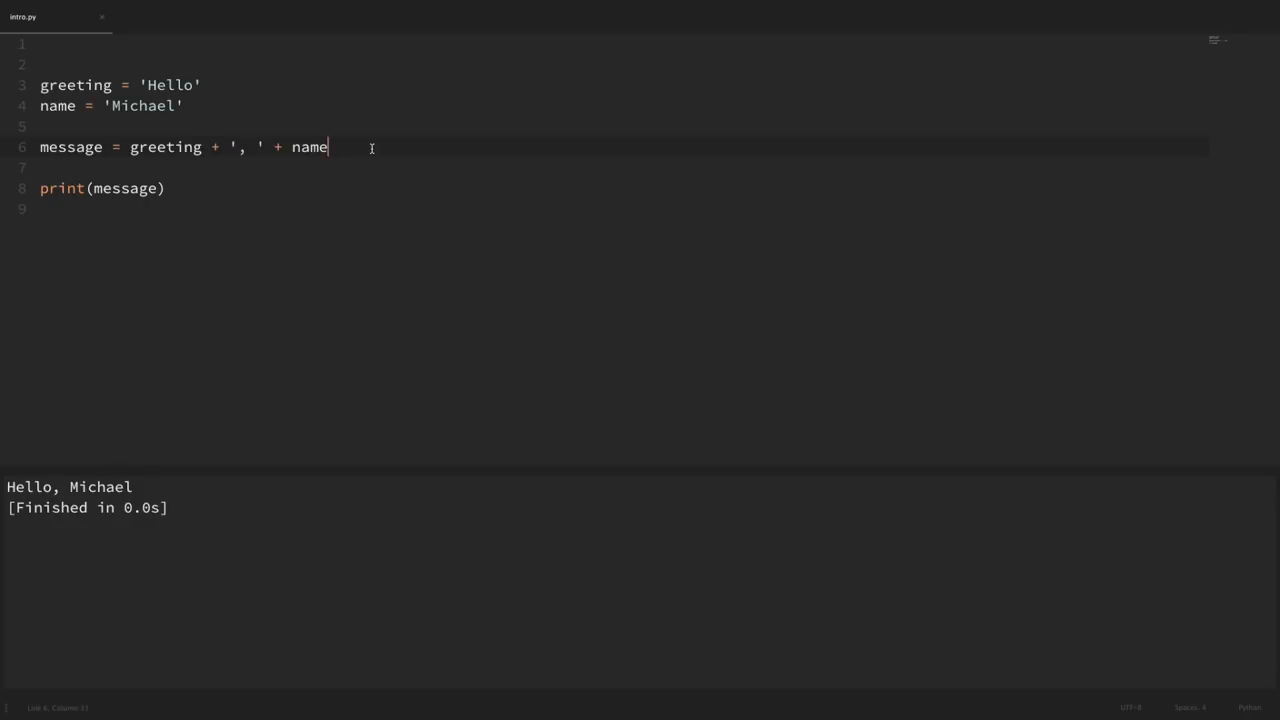 intro.py ×
1
2
3 greeting = 'Hello'
4 name = 'Michael'
5
6 message = greeting + ', ' + name
7
8 print(message)
9
Hello, Michael
[Finished in 0.0s]
Line 6, Column 33 UTF-8 Spaces: 4 Python